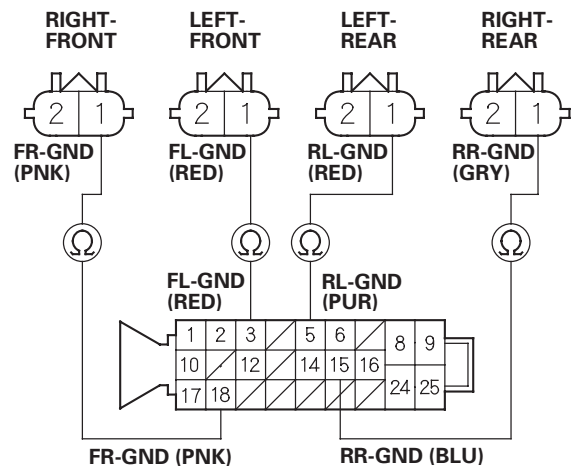 RIGHT- LEFT- LEFT- RIGHT-
FRONT FRONT REAR REAR
2 1 2 1 2 1 2 1
FR-GND FL-GND RL-GND RR-GND
(PNK) (RED) (RED) (GRY)
Ω Ω Ω Ω
FL-GND RL-GND
(RED) (PUR)
1 2 3 5 6 8 9
10 12 14 15 16
17 18 24 25
FR-GND (PNK) RR-GND (BLU)